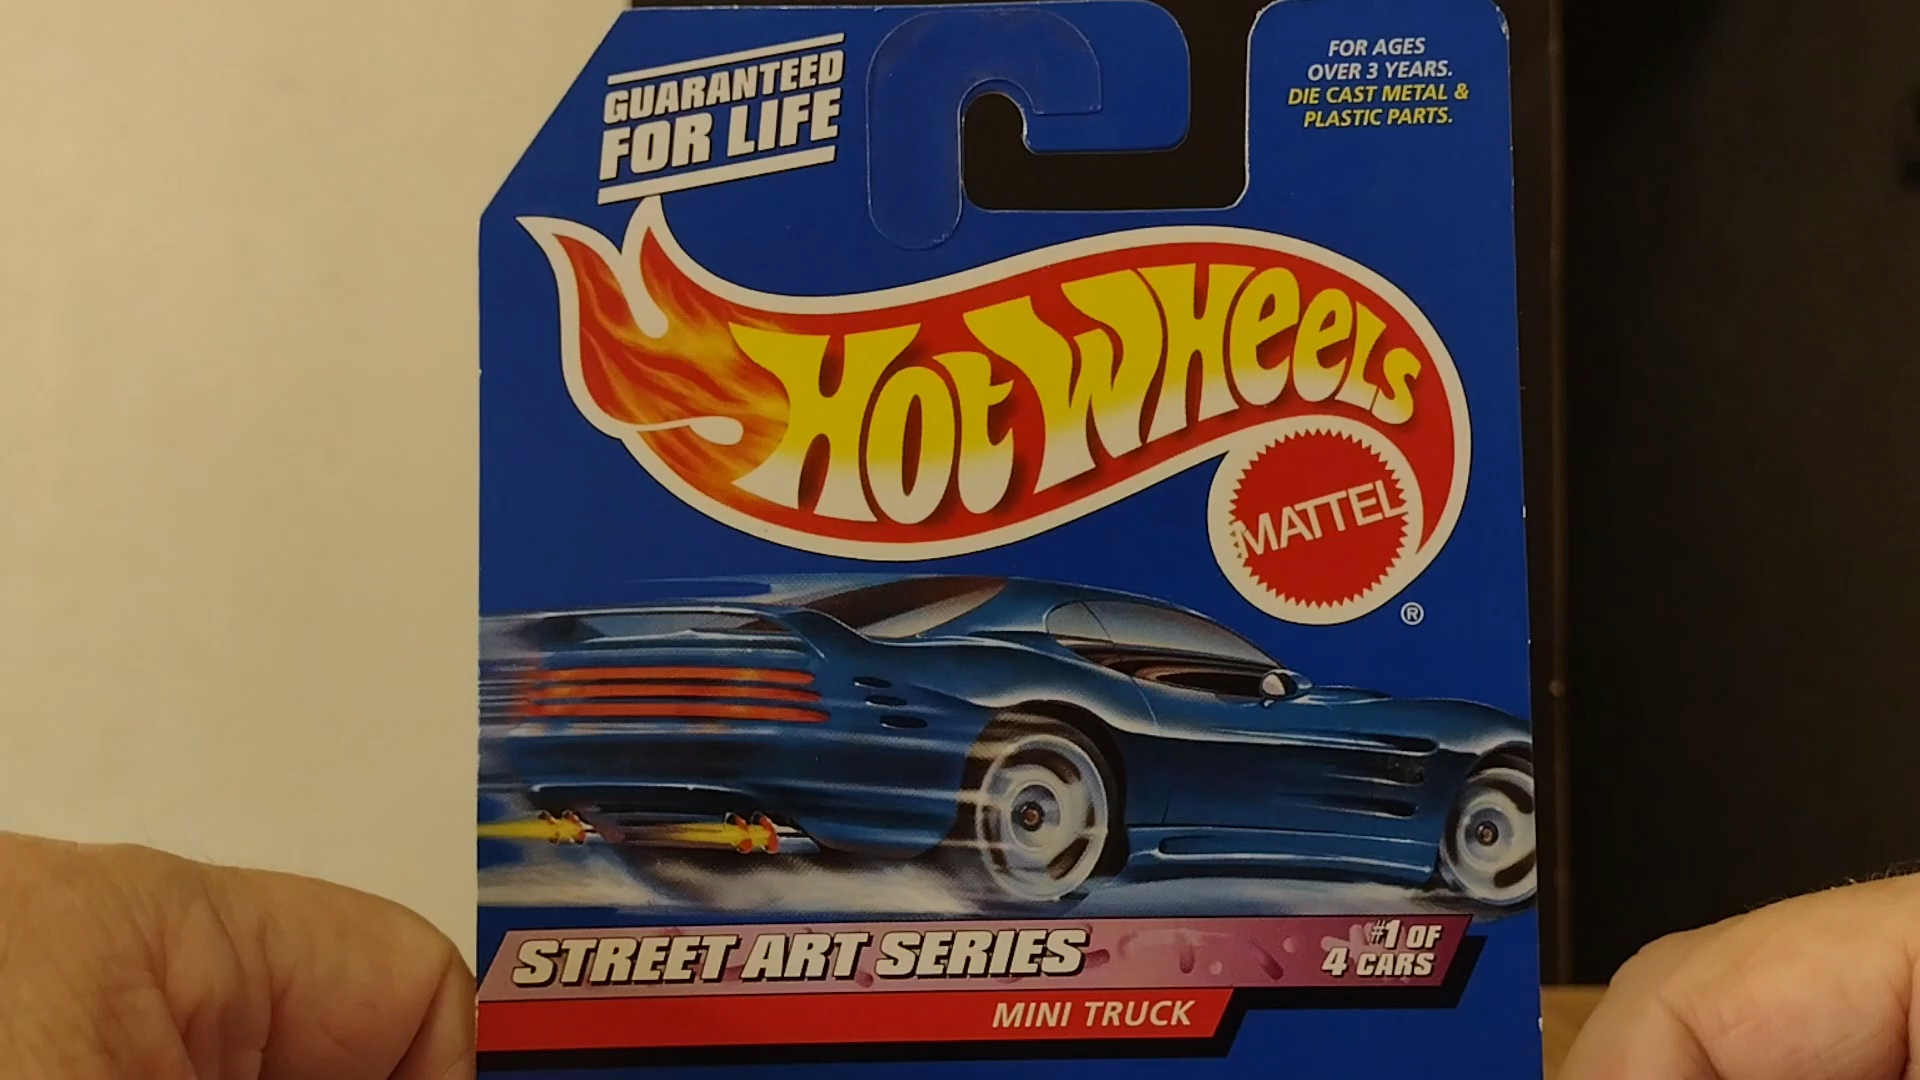 GUARANTEED
FOR LIFE
FOR AGES
OVER 3 YEARS.
DIE CAST METAL &
PLASTIC PARTS.
HOT WHEELS
MATTEL
®
STREET ART SERIES
#1 OF
4 CARS
MINI TRUCK